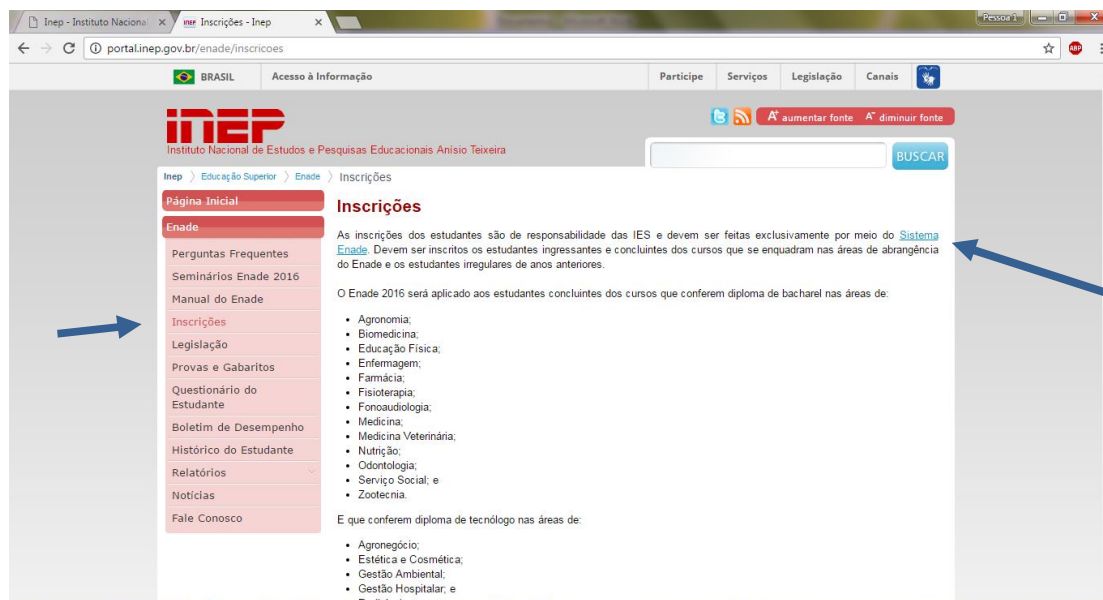 Inep - Instituto Nacional
Inscrições - Inep
Pessoa 1
portal.inep.gov.br/enade/inscricoes
ABP
BRASIL
Acesso à Informação
Participe
Serviços
Legislação
Canais
inep
Instituto Nacional de Estudos e Pesquisas Educacionais Anísio Teixeira
A+ aumentar fonte A- diminuir fonte
BUSCAR
Inep > Educação Superior > Enade > Inscrições
Página Inicial
Enade
Perguntas Frequentes
Seminários Enade 2016
Manual do Enade
Inscrições
Legislação
Provas e Gabaritos
Questionário do
Estudante
Boletim de Desempenho
Histórico do Estudante
Relatórios
Notícias
Fale Conosco
Inscrições
As inscrições dos estudantes são de responsabilidade das IES e devem ser feitas exclusivamente por meio do Sistema
Enade. Devem ser inscritos os estudantes ingressantes e concluintes dos cursos que se enquadram nas áreas de abrangência
do Enade e os estudantes irregulares de anos anteriores.
O Enade 2016 será aplicado aos estudantes concluintes dos cursos que conferem diploma de bacharel nas áreas de:
• Agronomia;
• Biomedicina;
• Educação Física;
• Enfermagem;
• Farmácia;
• Fisioterapia;
• Fonoaudiologia;
• Medicina;
• Medicina Veterinária;
• Nutrição;
• Odontologia;
• Serviço Social; e
• Zootecnia.
E que conferem diploma de tecnólogo nas áreas de:
• Agronegócio;
• Estética e Cosmética;
• Gestão Ambiental;
• Gestão Hospitalar; e